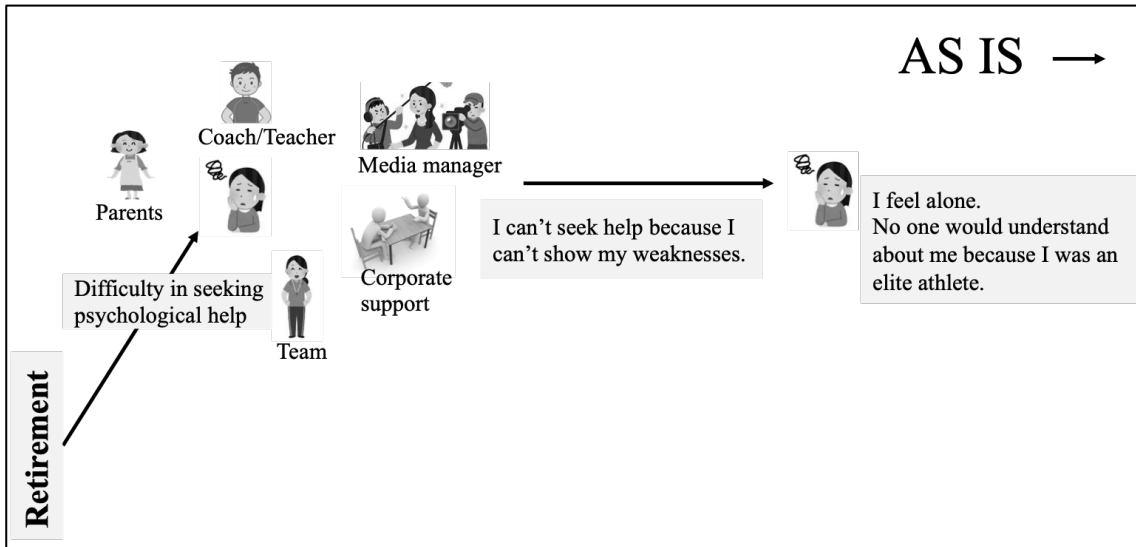 AS IS
Coach/Teacher
Media manager
Parents
I can’t seek help because I
can’t show my weaknesses.
I feel alone.
No one would understand
about me because I was an
elite athlete.
Difficulty in seeking
psychological help
Corporate
support
Team
Retirement